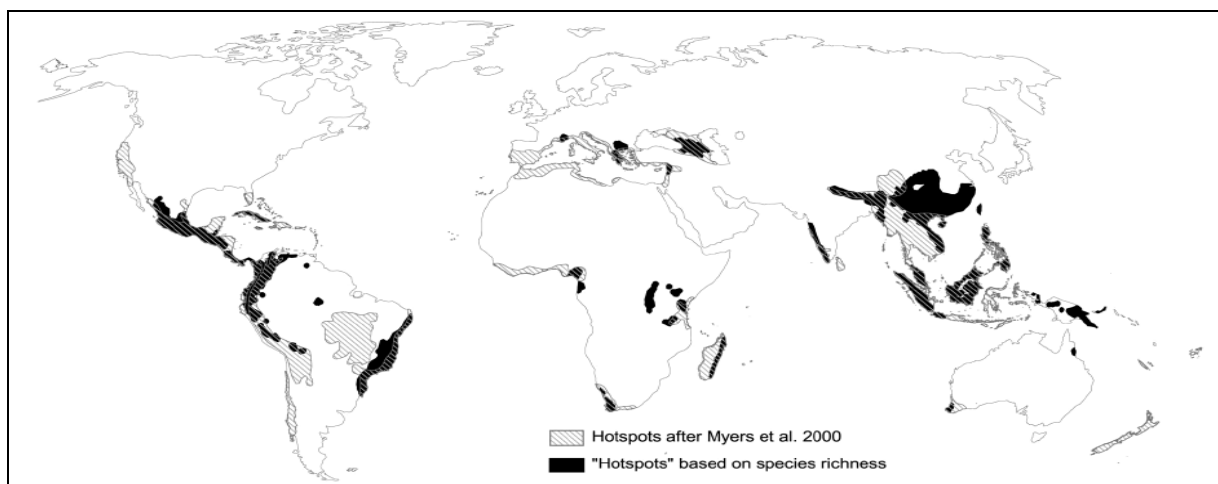 Hotspots after Myers et al. 2000
"Hotspots" based on species richness